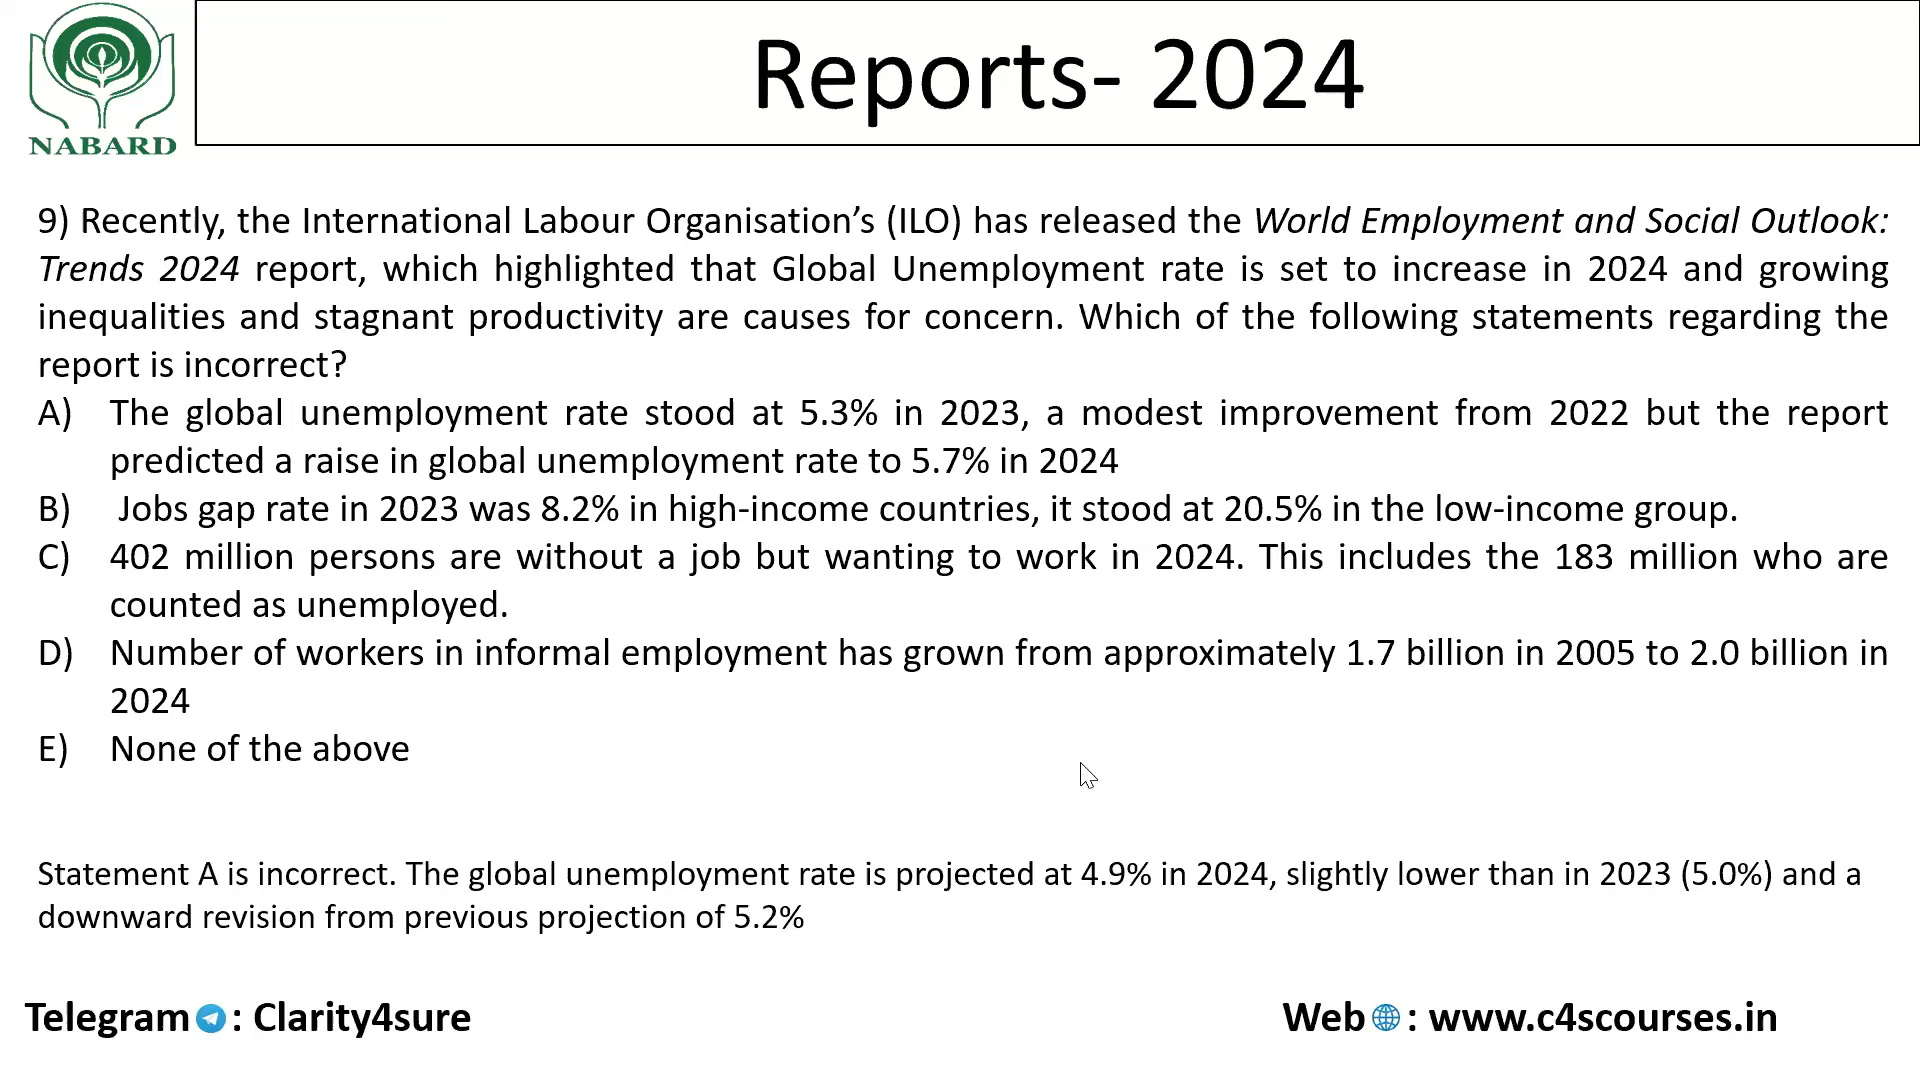 NABARD
Reports- 2024
9) Recently, the International Labour Organisation’s (ILO) has released the World Employment and Social Outlook:
Trends 2024 report, which highlighted that Global Unemployment rate is set to increase in 2024 and growing
inequalities and stagnant productivity are causes for concern. Which of the following statements regarding the
report is incorrect?
A) The global unemployment rate stood at 5.3% in 2023, a modest improvement from 2022 but the report
predicted a raise in global unemployment rate to 5.7% in 2024
B) Jobs gap rate in 2023 was 8.2% in high-income countries, it stood at 20.5% in the low-income group.
C) 402 million persons are without a job but wanting to work in 2024. This includes the 183 million who are
counted as unemployed.
D) Number of workers in informal employment has grown from approximately 1.7 billion in 2005 to 2.0 billion in
2024
E) None of the above
Statement A is incorrect. The global unemployment rate is projected at 4.9% in 2024, slightly lower than in 2023 (5.0%) and a
downward revision from previous projection of 5.2%
Telegram : Clarity4sure
Web : www.c4scourses.in